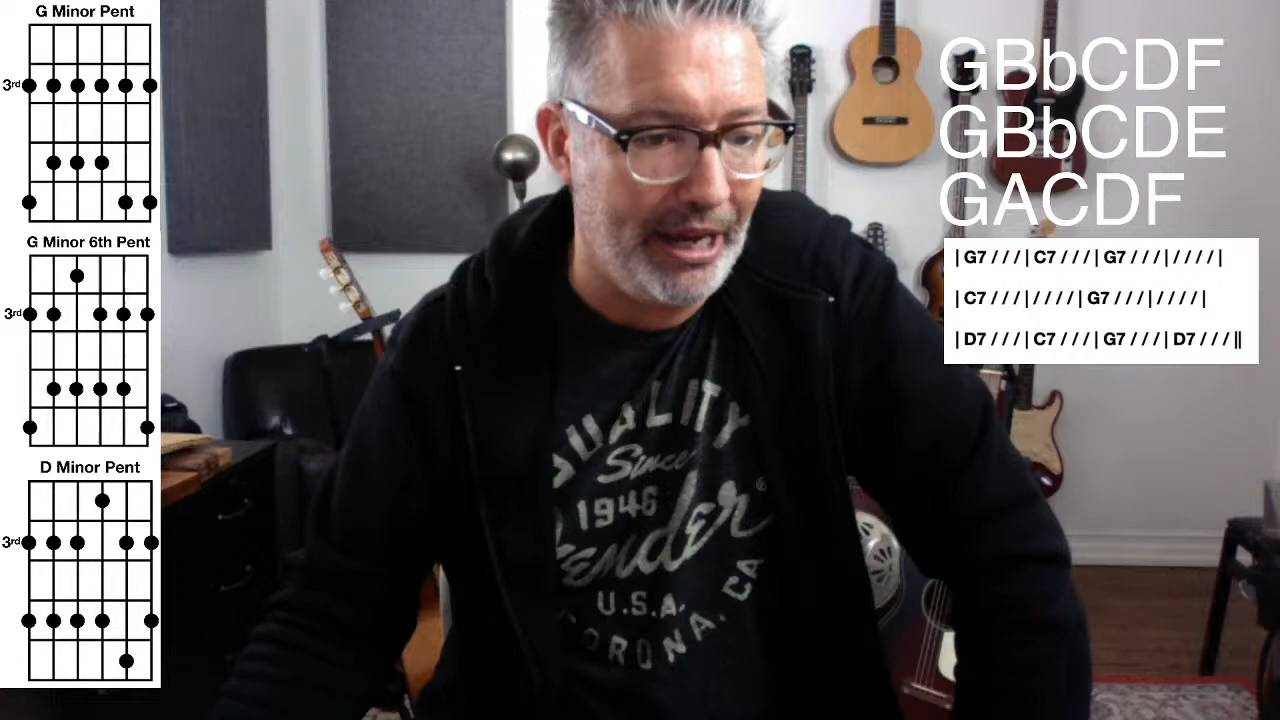 G Minor Pent
3rd
G Minor 6th Pent
3rd
D Minor Pent
3rd
GBbCDF
GBbCDE
GACDF
| G7 / / / | C7 / / / | G7 / / / | / / / / |
| C7 / / / | / / / / | G7 / / / | / / / / |
| D7 / / / | C7 / / / | G7 / / / | D7 / / / ||
QUALITY
Since
1946
Fender®
U.S.A.
CORONA, CA